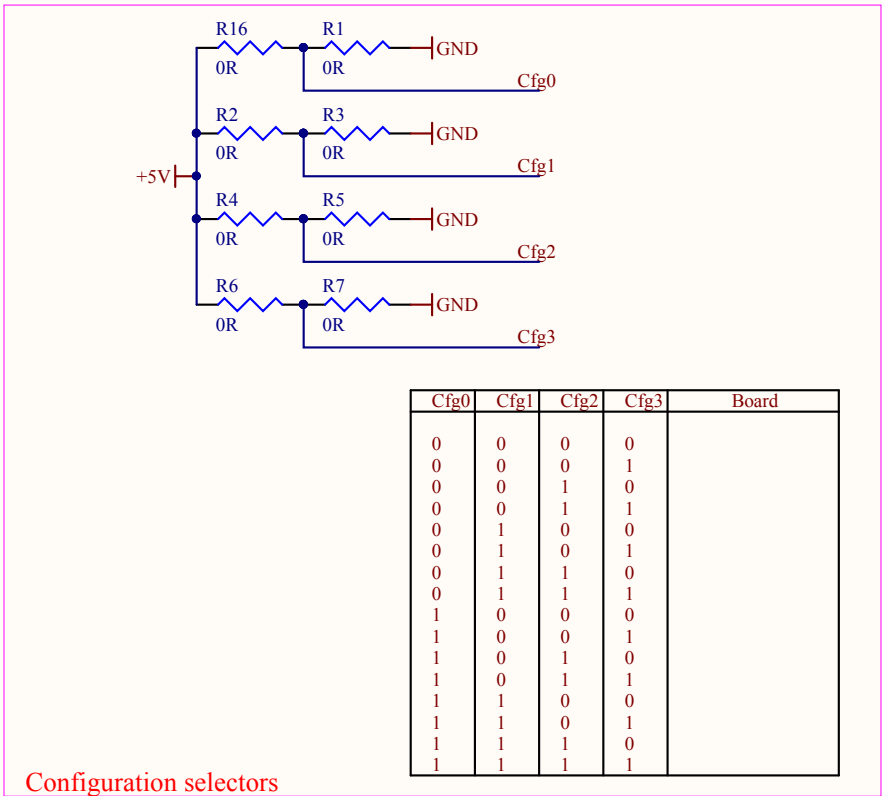 R16 R1
GND
0R 0R
Cfg0
R2 R3
GND
0R 0R
Cfg1
+5V
R4 R5
GND
0R 0R
Cfg2
R6 R7
GND
0R 0R
Cfg3
Cfg0 Cfg1 Cfg2 Cfg3 Board
0 0 0 0
0 0 0 1
0 0 1 0
0 0 1 1
0 1 0 0
0 1 0 1
0 1 1 0
0 1 1 1
1 0 0 0
1 0 0 1
1 0 1 0
1 0 1 1
1 1 0 0
1 1 0 1
1 1 1 0
1 1 1 1
Configuration selectors